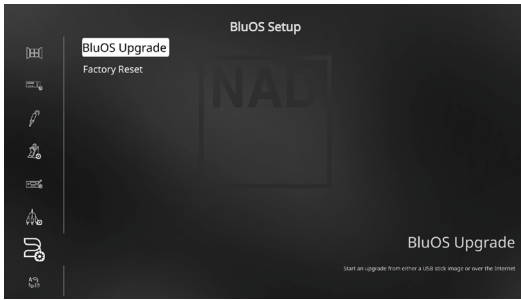 BluOS Setup
BluOS Upgrade
Factory Reset
NAD
BluOS Upgrade
Start an upgrade from either a USB stick image or over the Internet